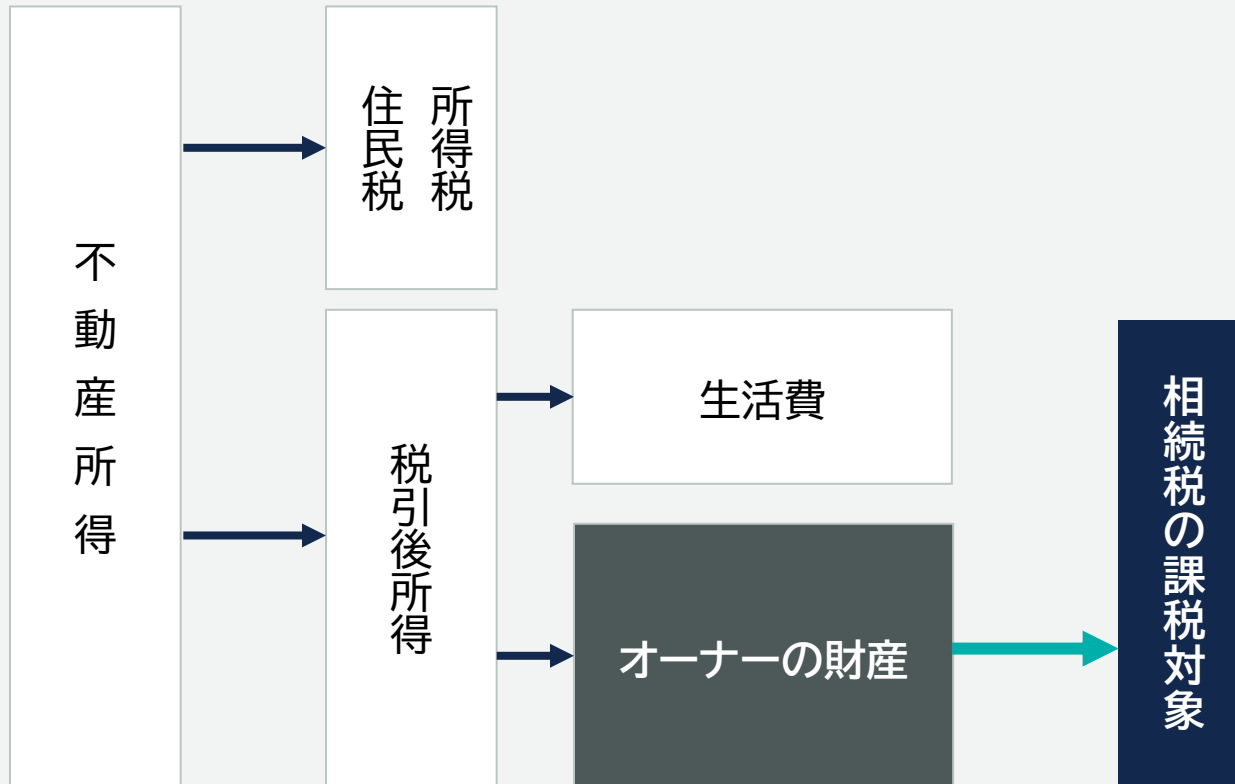 不動産所得
所得税
住民税
税引後所得
生活費
オーナーの財産
相続税の課税対象